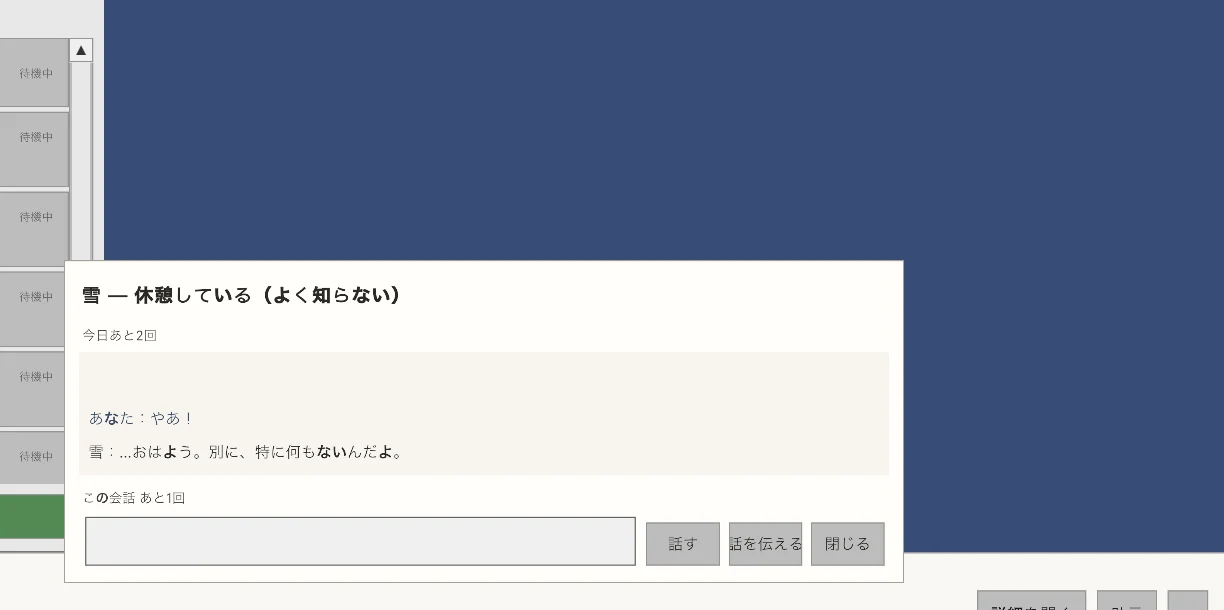 待機中
▲
待機中
待機中
待機中
待機中
待機中
雪 — 休憩している（よく知らない）
今日あと2回
あなた：やあ！
雪：…おはよう。別に、特に何もないんだよ。
この会話 あと1回
話す
話を伝える
閉じる